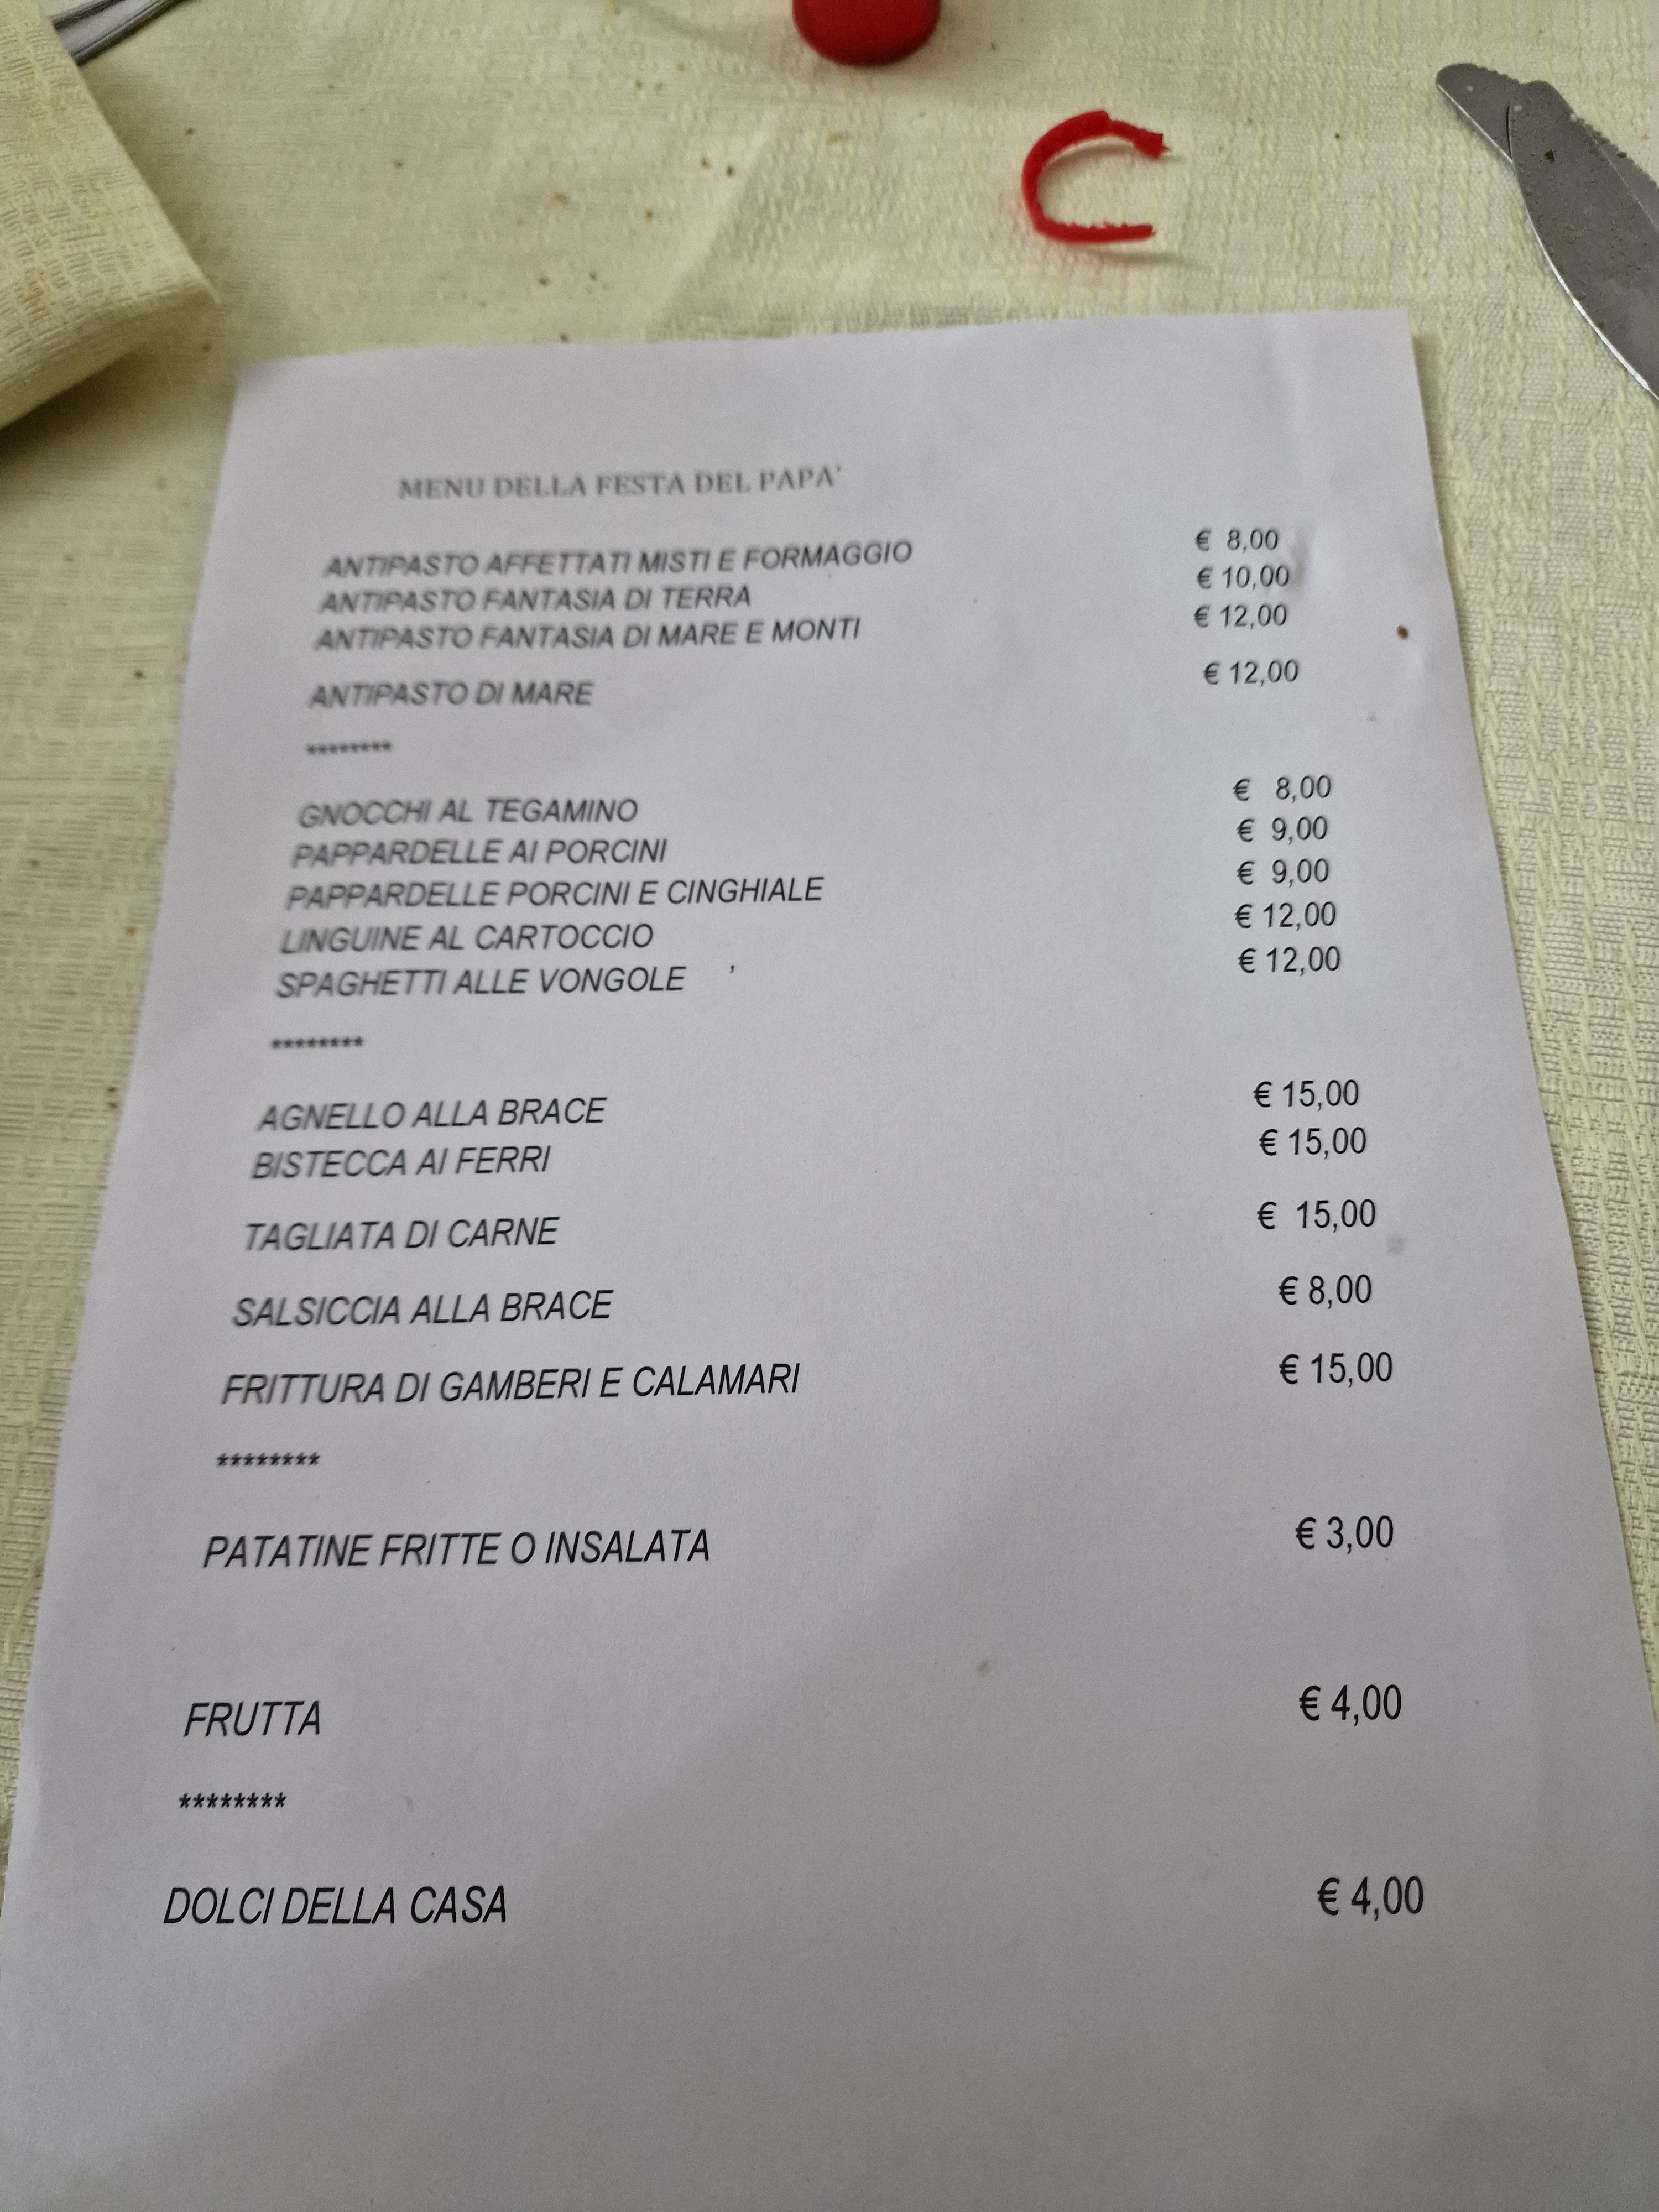 MENU DELLA FESTA DEL PAPA'
ANTIPASTO AFFETTATI MISTI E FORMAGGIO € 8,00
ANTIPASTO FANTASIA DI TERRA € 10,00
ANTIPASTO FANTASIA DI MARE E MONTI € 12,00
ANTIPASTO DI MARE € 12,00
********
GNOCCHI AL TEGAMINO € 8,00
PAPPARDELLE AI PORCINI € 9,00
PAPPARDELLE PORCINI E CINGHIALE € 9,00
LINGUINE AL CARTOCCIO € 12,00
SPAGHETTI ALLE VONGOLE ' € 12,00
********
AGNELLO ALLA BRACE € 15,00
BISTECCA AI FERRI € 15,00
TAGLIATA DI CARNE € 15,00
SALSICCIA ALLA BRACE € 8,00
FRITTURA DI GAMBERI E CALAMARI € 15,00
********
PATATINE FRITTE O INSALATA € 3,00
FRUTTA € 4,00
********
DOLCI DELLA CASA € 4,00